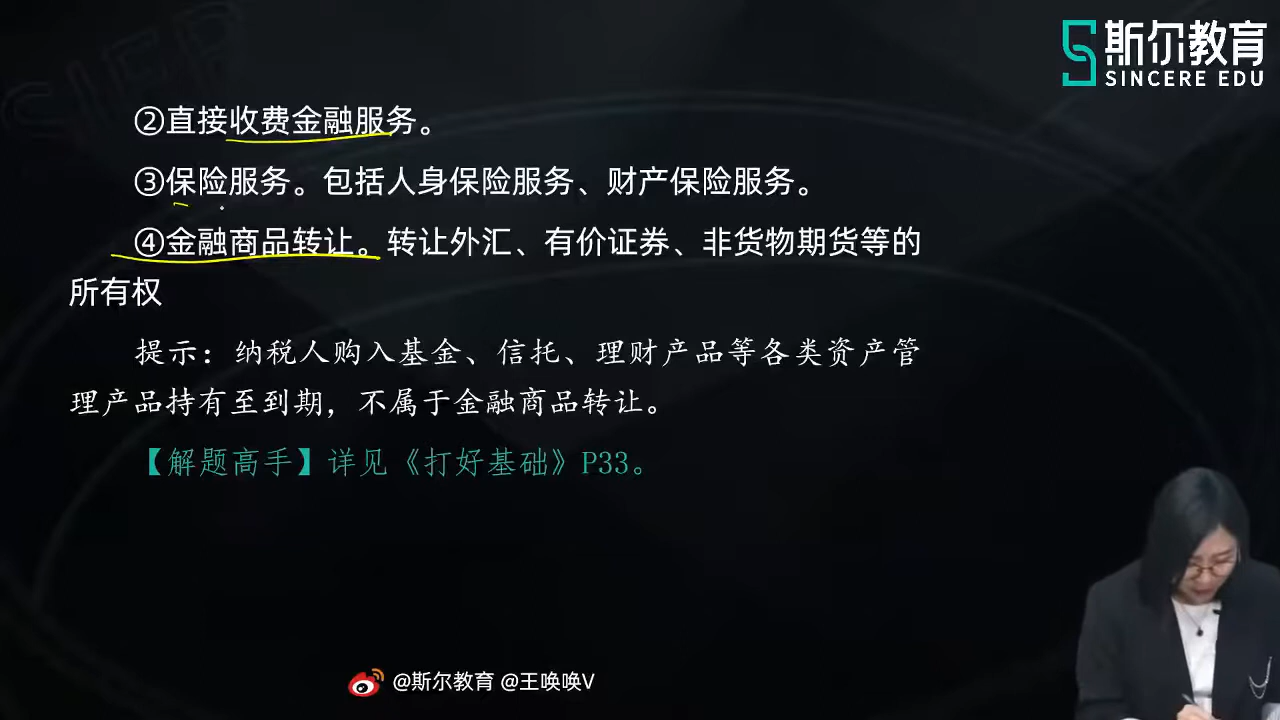 斯尔教育
SINCERE EDU
②直接收费金融服务。
③保险服务。包括人身保险服务、财产保险服务。
④金融商品转让。转让外汇、有价证券、非货物期货等的
所有权
提示：纳税人购入基金、信托、理财产品等各类资产管
理产品持有至到期，不属于金融商品转让。
【解题高手】详见《打好基础》P33。
@斯尔教育 @王唤唤V